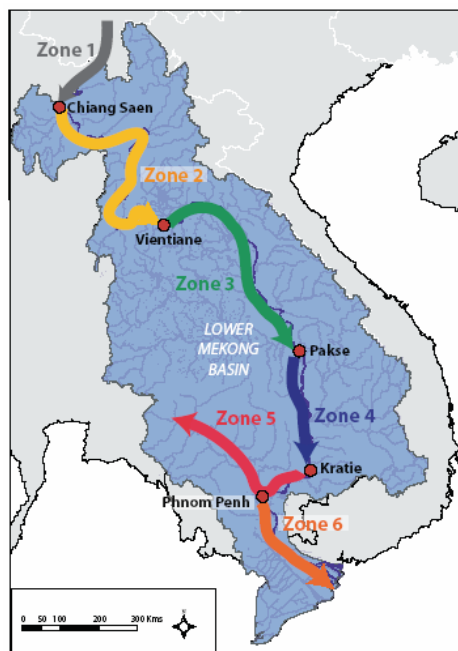 Zone 1
Chiang Saen
Zone 2
Vientiane
Zone 3
LOWER
MEKONG
BASIN
Pakse
Zone 5
Zone 4
Kratie
Phnom Penh
Zone 6
0 50 100 200 300 Kms
N